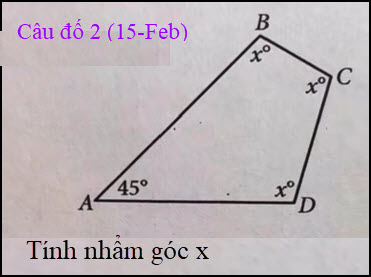 Câu đố 2 (15-Feb)
B
x°
x°
C
A
45°
x°
D
Tính nhẩm góc x